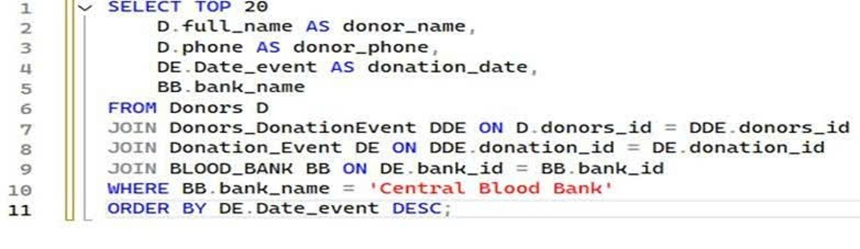 1 SELECT TOP 20
2 D.full_name AS donor_name,
3 D.phone AS donor_phone,
4 DE.Date_event AS donation_date,
5 BB.bank_name
6 FROM Donors D
7 JOIN Donors_DonationEvent DDE ON D.donors_id = DDE.donors_id
8 JOIN Donation_Event DE ON DDE.donation_id = DE.donation_id
9 JOIN BLOOD_BANK BB ON DE.bank_id = BB.bank_id
10 WHERE BB.bank_name = 'Central Blood Bank'
11 ORDER BY DE.Date_event DESC;